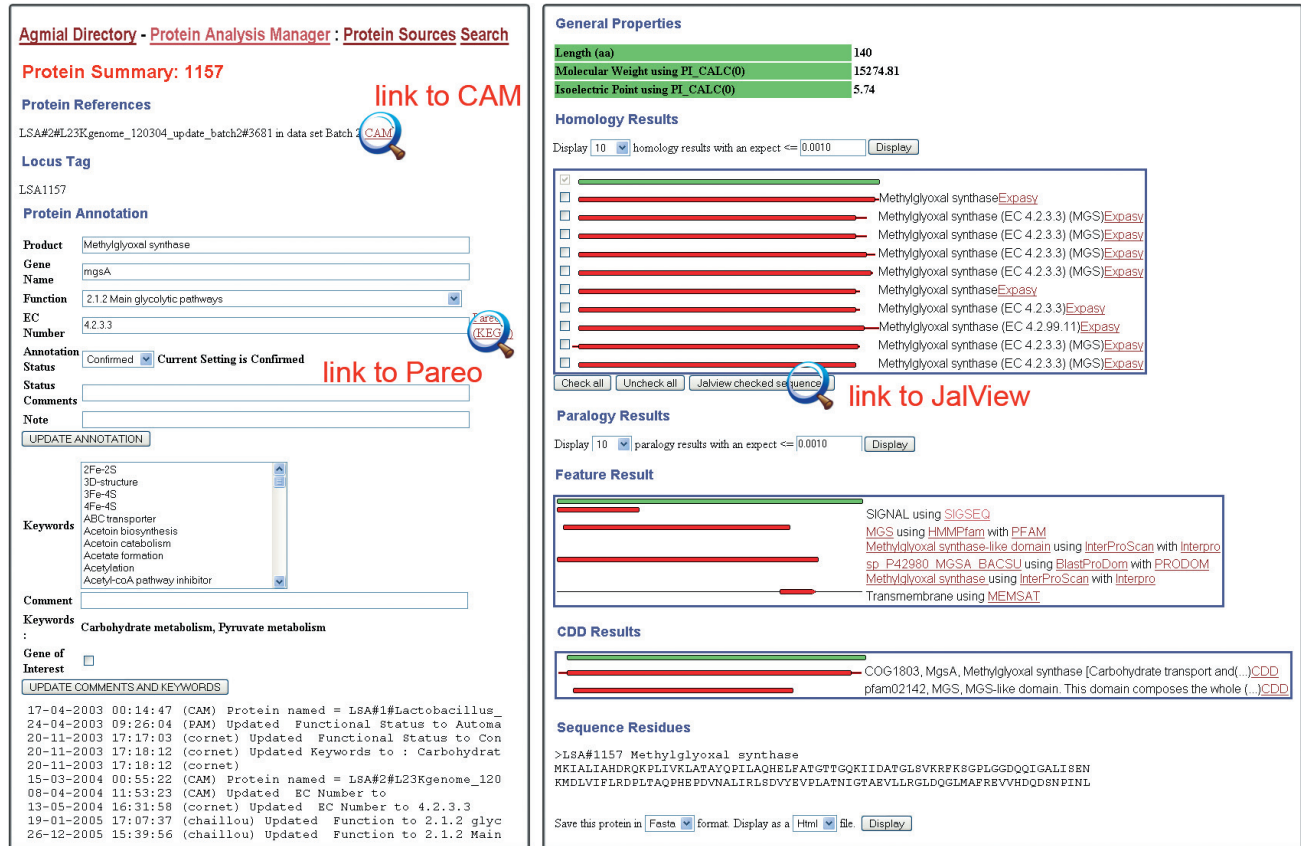 Agmial Directory - Protein Analysis Manager : Protein Sources Search
Protein Summary: 1157
link to CAM
Protein References
LSA#2#L23Kgenome_120304_update_batch2#3681 in data set Batch 2 CAM
Locus Tag
LSA1157
Protein Annotation
Product Methylglyoxal synthase
Gene Name mgsA
Function 2.1.2 Main glycolytic pathways
EC Number 4.2.3.3
(KEG )
Annotation Status Confirmed Current Setting is Confirmed
link to Pareo
Status Comments
Note
UPDATE ANNOTATION
Keywords
2Fe-2S
3D-structure
3Fe-4S
4Fe-4S
ABC transporter
Acetoin biosynthesis
Acetoin catabolism
Acetate formation
Acetylation
Acetyl-coA pathway inhibitor
Comment
Keywords : Carbohydrate metabolism, Pyruvate metabolism
Gene of Interest
UPDATE COMMENTS AND KEYWORDS
17-04-2003 00:14:47 (CAM) Protein named = LSA#1#Lactobacillus_
24-04-2003 09:26:04 (PAM) Updated Functional Status to Automa
20-11-2003 17:17:03 (cornet) Updated Functional Status to Con
20-11-2003 17:18:12 (cornet) Updated Keywords to : Carbohydrat
20-11-2003 17:18:12 (cornet)
15-03-2004 00:55:22 (CAM) Protein named = LSA#2#L23Kgenome_120
08-04-2004 11:53:23 (CAM) Updated EC Number to
13-05-2004 16:31:58 (cornet) Updated EC Number to 4.2.3.3
19-01-2005 17:07:37 (chaillou) Updated Function to 2.1.2 glyc
26-12-2005 15:39:56 (chaillou) Updated Function to 2.1.2 Main
General Properties
Length (aa) 140
Molecular Weight using PI_CALC(0) 15274.81
Isoelectric Point using PI_CALC(0) 5.74
Homology Results
Display 10 homology results with an expect <= 0.0010 Display
Methylglyoxal synthaseExpasy
Methylglyoxal synthase (EC 4.2.3.3) (MGS)Expasy
Methylglyoxal synthase (EC 4.2.3.3) (MGS)Expasy
Methylglyoxal synthase (EC 4.2.3.3) (MGS)Expasy
Methylglyoxal synthase (EC 4.2.3.3) (MGS)Expasy
Methylglyoxal synthaseExpasy
Methylglyoxal synthase (EC 4.2.3.3)Expasy
Methylglyoxal synthase (EC 4.2.99.11)Expasy
Methylglyoxal synthase (EC 4.2.3.3) (MGS)Expasy
Methylglyoxal synthase (EC 4.2.3.3) (MGS)Expasy
Check all Uncheck all Jalview checked sequence
link to JalView
Paralogy Results
Display 10 paralogy results with an expect <= 0.0010 Display
Feature Result
SIGNAL using SIGSEQ
MGS using HMMPfam with PFAM
Methylglyoxal synthase-like domain using InterProScan with Interpro
sp_P42980_MGSA_BACSU using BlastProDom with PRODOM
Methylglyoxal synthase using InterProScan with Interpro
Transmembrane using MEMSAT
CDD Results
COG1803, MgsA, Methylglyoxal synthase [Carbohydrate transport and(...)CDD
pfam02142, MGS, MGS-like domain. This domain composes the whole (...)CDD
Sequence Residues
>LSA#1157 Methylglyoxal synthase
MKIALIAHDRQKPLIVKLATAYQPILAQHELFATGTTGQKIIDATGLSVKRFKSGPLGGDQQIGALISEN
KMDLVIFLRDPLTAQPHEPDVNALIRLSDVYEVPLATNIGTAEVLLRGLDQGLMAFREVVHDQDSNPINL
Save this protein in Fasta format. Display as a Html file. Display